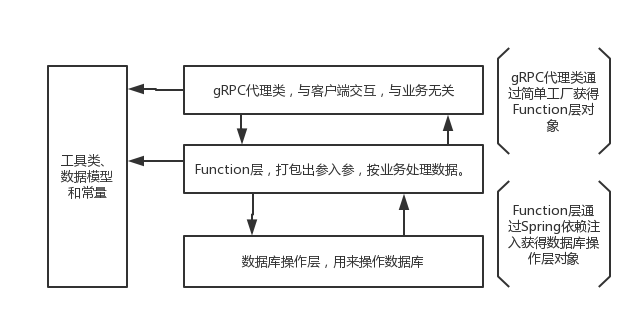 工具类、
数据模型
和常量
gRPC代理类，与客户端交互，与业务无关
Function层，打包出参入参，按业务处理数据。
数据库操作层，用来操作数据库
gRPC代理类通
过简单工厂获得
Function层对
象
Function层通
过Spring依赖注
入获得数据库操
作层对象